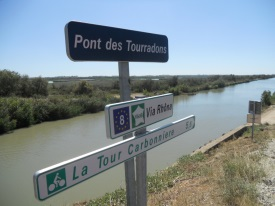 Pont des Tourradons
8 Via Rhôna
La Tour Carbonnière